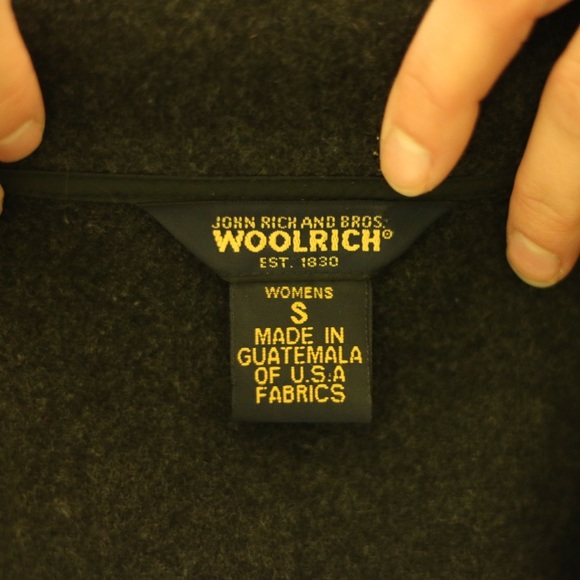 JOHN RICH AND BROS.
WOOLRICH®
EST. 1830
WOMENS
S
MADE IN
GUATEMALA
OF U.S.A
FABRICS